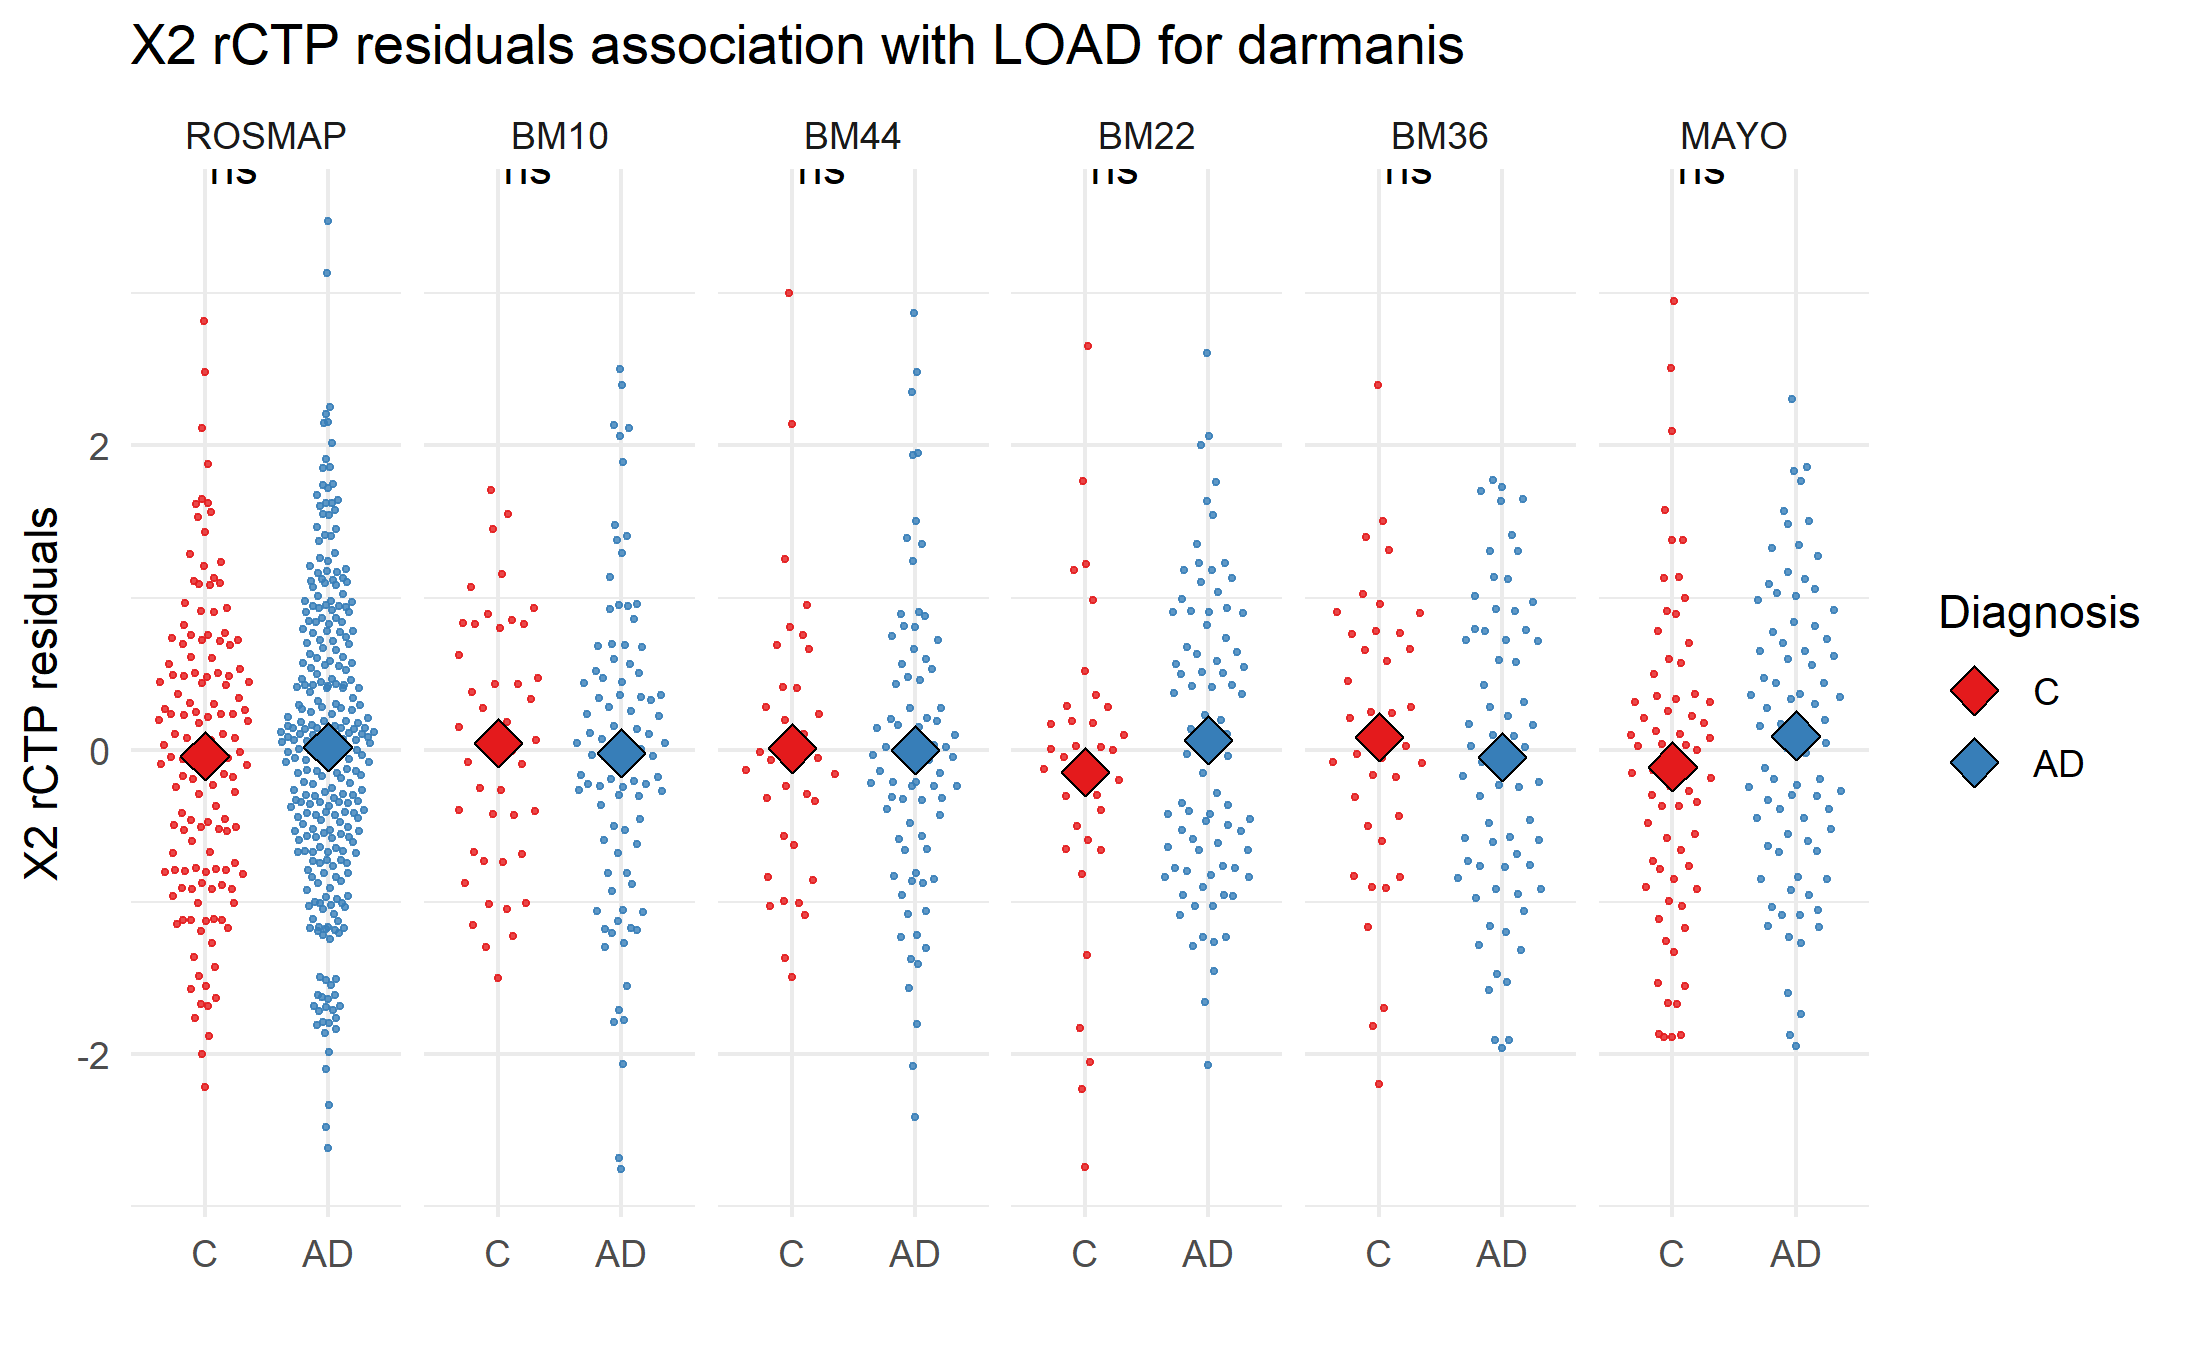 X2 rCTP residuals association with LOAD for darmanis
ROSMAP BM10 BM44 BM22 BM36 MAYO
ns ns ns ns ns ns
2
0
-2
X2 rCTP residuals
C AD C AD C AD C AD C AD C AD
Diagnosis
C
AD